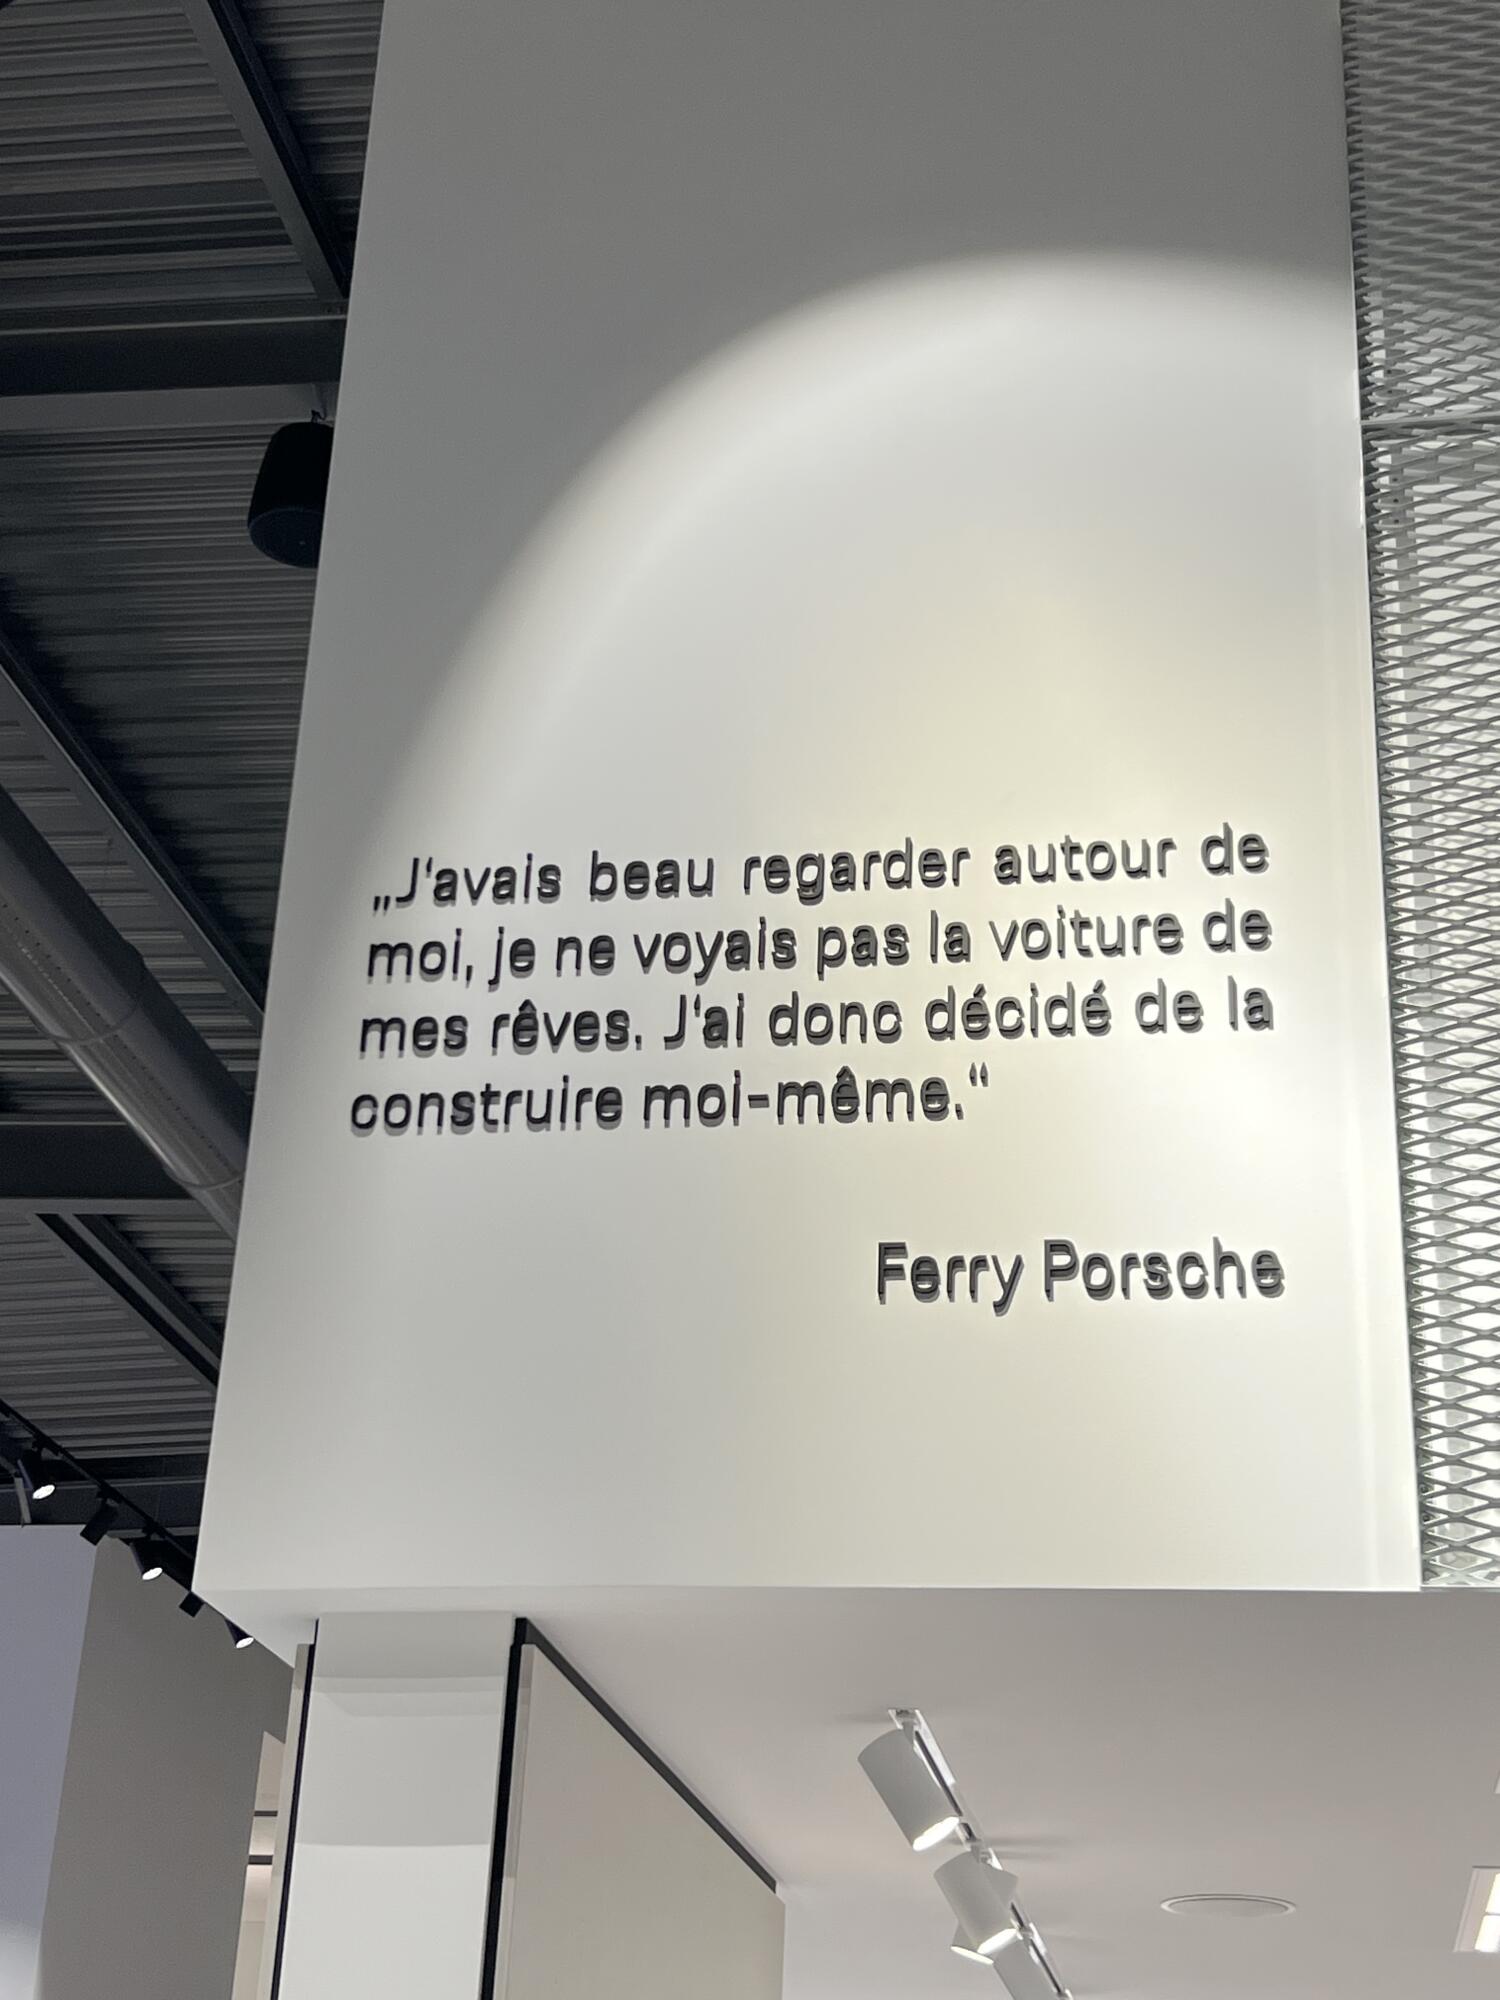 „J‘avais beau regarder autour de
moi, je ne voyais pas la voiture de
mes rêves. J‘ai donc décidé de la
construire moi-même.“
Ferry Porsche